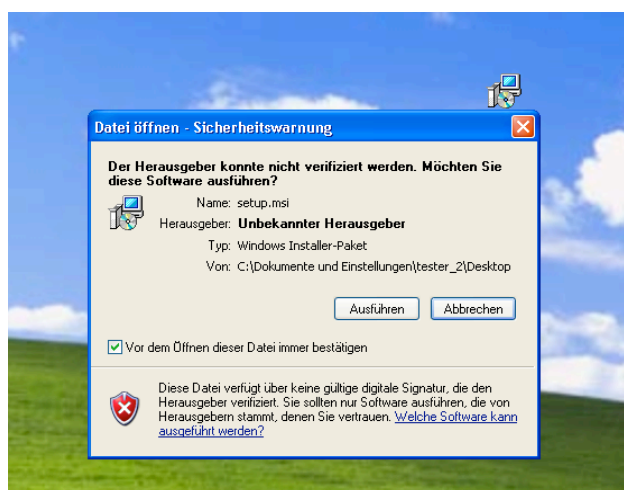 Datei öffnen - Sicherheitswarnung
Der Herausgeber konnte nicht verifiziert werden. Möchten Sie
diese Software ausführen?
Name: setup.msi
Herausgeber: Unbekannter Herausgeber
Typ: Windows Installer-Paket
Von: C:\Dokumente und Einstellungen\tester_2\Desktop
Ausführen Abbrechen
Vor dem Öffnen dieser Datei immer bestätigen
Diese Datei verfügt über keine gültige digitale Signatur, die den
Herausgeber verifiziert. Sie sollten nur Software ausführen, die von
Herausgebern stammt, denen Sie vertrauen. Welche Software kann
ausgeführt werden?